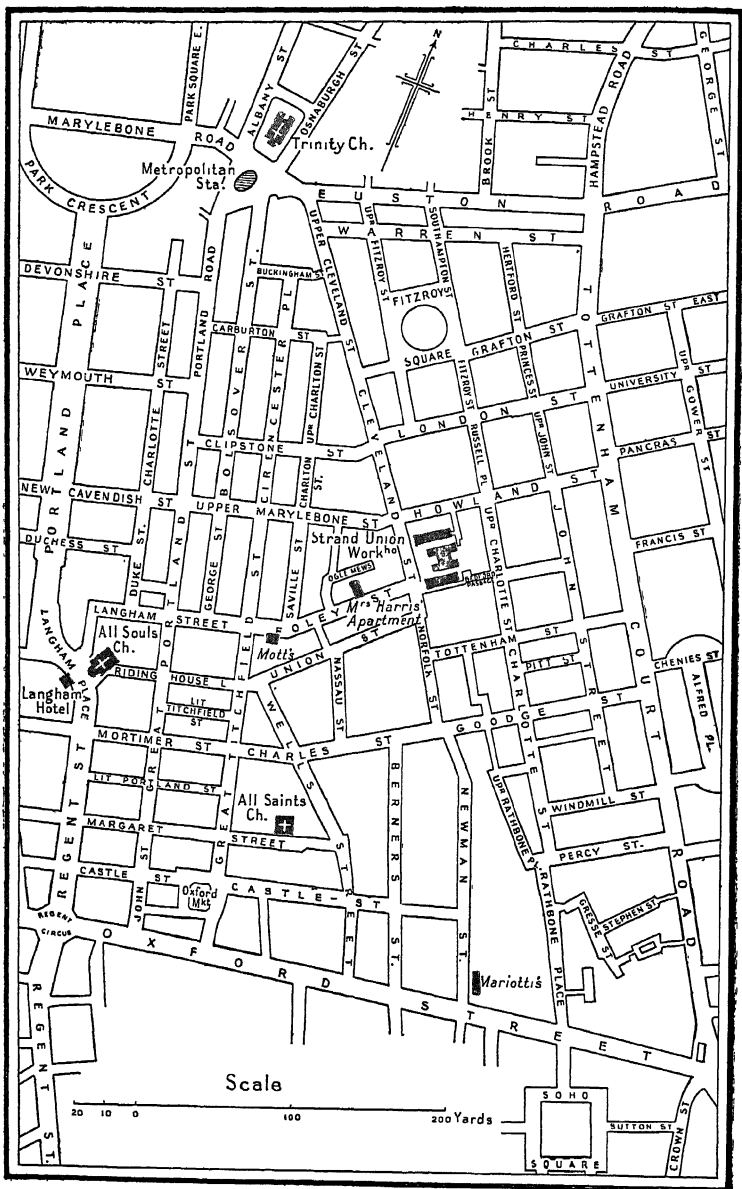 N
CHARLES ST
GEORGE ST
PARK SQUARE E.
ALBANY ST
OSNABURGH ST
HENRY ST
BROOK ST
HAMPSTEAD ROAD
MARYLEBONE ROAD
Trinity Ch.
Metropolitan Sta.
PARK CRESCENT
EUSTON ROAD
WARREN ST
UPR FITZROY ST
SOUTHAMPTON ST
UPPER CLEVELAND ST
HERTFORD ST
DEVONSHIRE ST
BUCKINGHAM ST
PORTLAND PLACE
PORTLAND ROAD
FITZROY SQUARE
CARBURTON ST
GRAFTON ST
GRAFTON ST EAST
CHARLOTTE STREET
BOLSOVER ST.
CIRENCESTER PL
UPR CHARLTON ST
FITZROY ST
PRINCES ST
UNIVERSITY ST
UPR GOWER ST
WEYMOUTH ST
LONDON ST
CLEVELAND ST
CLIPSTONE ST
CHARLTON ST.
RUSSELL PL
UPR JOHN ST
PANCRAS ST
TOTTENHAM COURT ROAD
NEW CAVENDISH ST
UPPER MARYLEBONE ST
HOWLAND ST
DUCHESS ST
DUKE ST.
GREAT PORTLAND ST
GEORGE ST
GREAT TITCHFIELD ST
SAVILLE ST
Strand Union Workho
UPR CHARLOTTE ST
JOHN STREET
FRANCIS ST
OGLE MEWS
BEDFORD PASSAGE
Mrs Harris' Apartment
LANGHAM STREET
FOLEY ST
LANGHAM PLACE
All Souls Ch.
Mott's
UNION ST
NASSAU ST
NORFOLK ST
TOTTENHAM ST
PITT ST
CHENIES ST
ALFRED PL.
RIDING HOUSE L
Langham Hotel
LIT TITCHFIELD ST
WELLS STREET
CHARLOTTE ST
MORTIMER ST
CHARLES ST
GOODGE ST
LIT PORTLAND ST
BERNERS ST.
NEWMAN ST.
UPR RATHBONE PL
WINDMILL ST
All Saints Ch.
MARGARET STREET
PERCY ST.
REGENT ST
CASTLE ST
CASTLE-ST
JOHN ST
Oxford Mkt
RATHBONE PLACE
GRESSE ST
STEPHEN ST
REGENT CIRCUS
OXFORD STREET
Mariotti's
REGENT ST.
Scale
20 10 0 100 200 Yards
SOHO SQUARE
SUTTON ST
CROWN ST